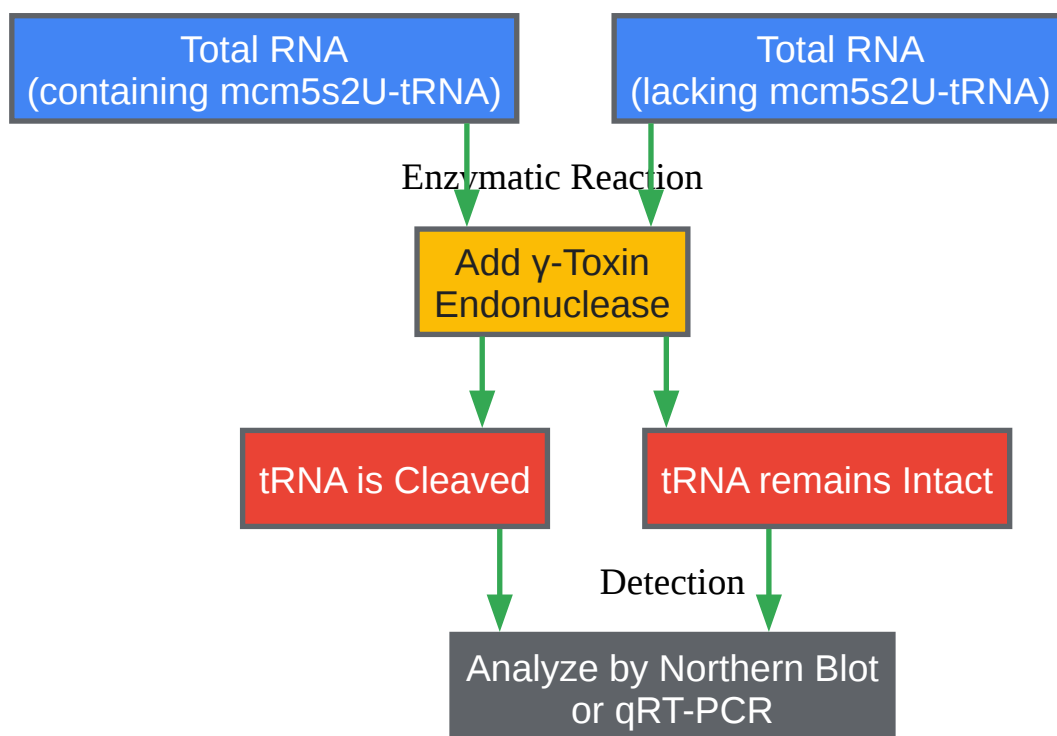 Total RNA
(containing mcm5s2U-tRNA)
Total RNA
(lacking mcm5s2U-tRNA)
Enzymatic Reaction
Add γ-Toxin
Endonuclease
tRNA is Cleaved
tRNA remains Intact
Detection
Analyze by Northern Blot
or qRT-PCR